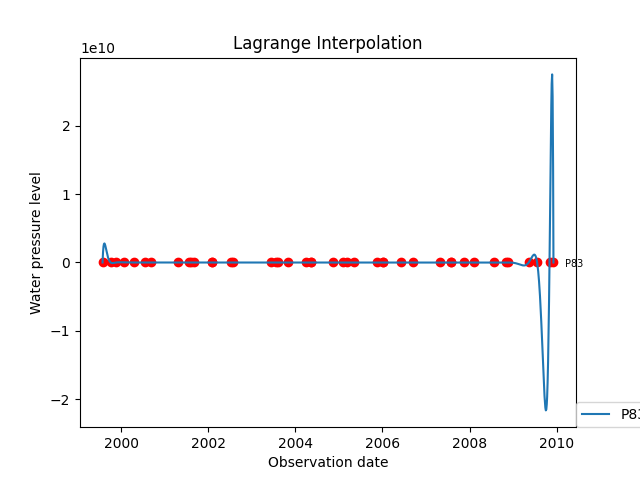 Lagrange Interpolation
1e10
2
1
0
−1
−2
Water pressure level
P83
2000 2002 2004 2006 2008 2010
Observation date